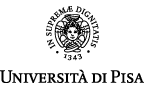 IN SUPREMÆ DIGNITATIS
· 1343 ·
UNIVERSITÀ DI PISA